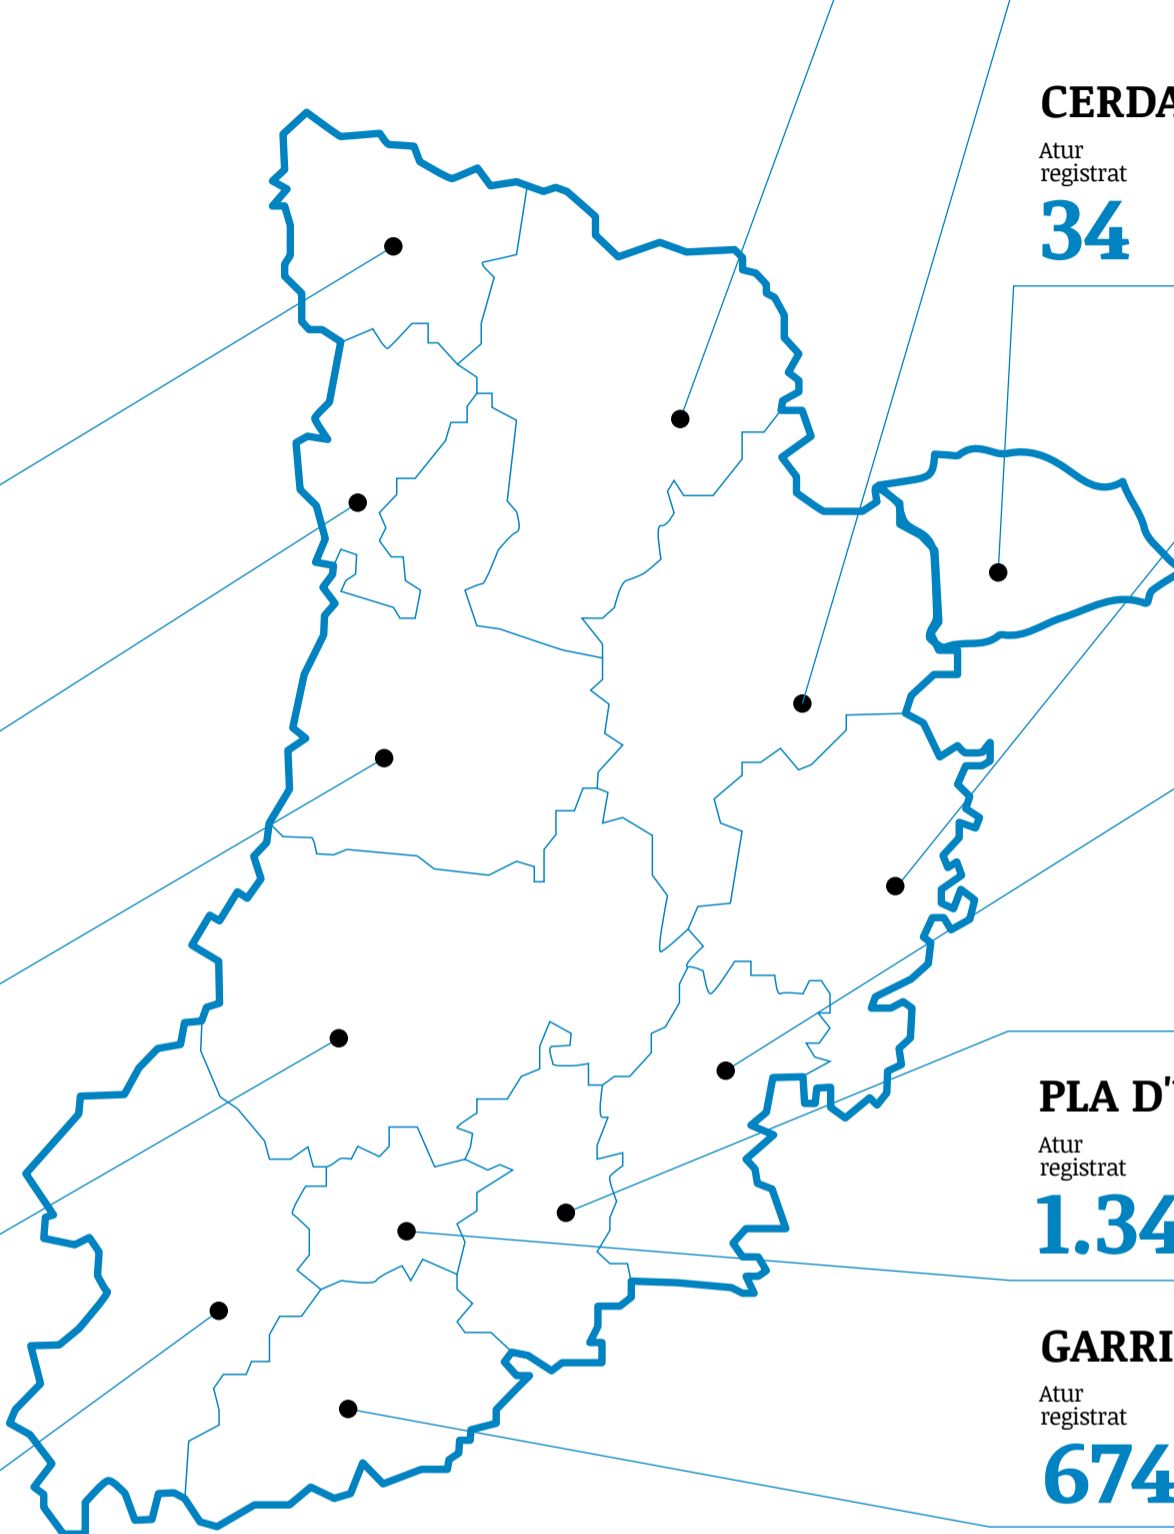 CERDA
Atur
registrat
34
PLA D'
Atur
registrat
1.34
GARRI
Atur
registrat
674